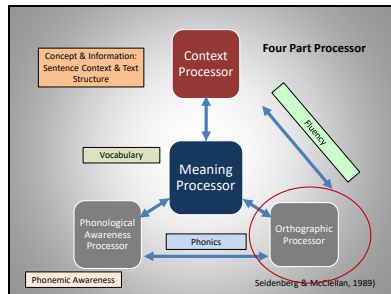 Concept & Information:
Sentence Context & Text
Structure
Context
Processor
Four Part Processor
Fluency
Vocabulary
Meaning
Processor
Phonological
Awareness
Processor
Phonics
Orthographic
Processor
Phonemic Awareness
Seidenberg & McClellan, 1989)